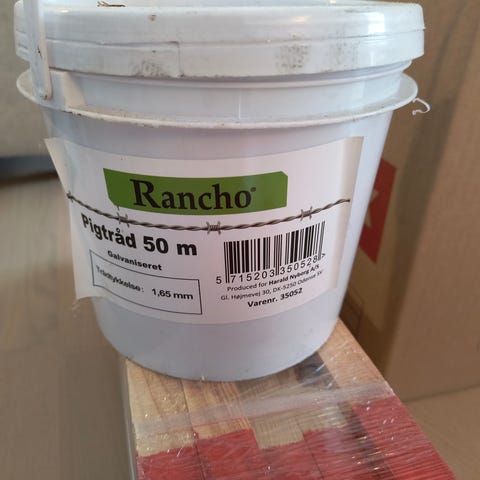 Rancho®
Pigtråd 50 m
Galvaniseret
Trådtykkelse: 1,65 mm
5 715203 350528 >
Produced for Harald Nyborg A/S
Gl. Højmevej 30, DK-5250 Odense SV
Varenr. 35052